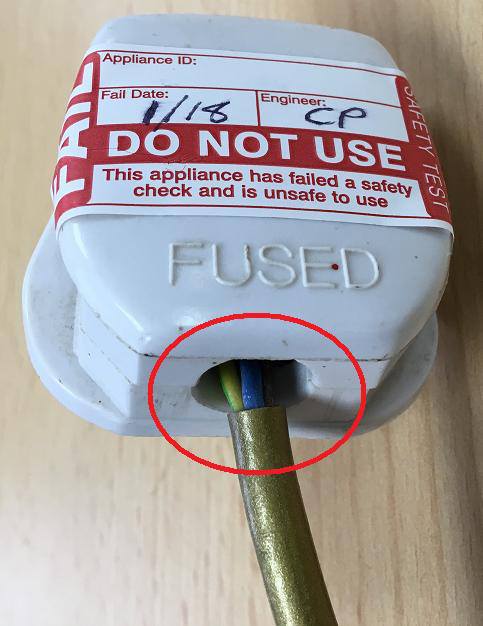 FAIL
Appliance ID:
Fail Date: 1/18
Engineer: CP
SAFETY TEST
DO NOT USE
This appliance has failed a safety
check and is unsafe to use
FUSED